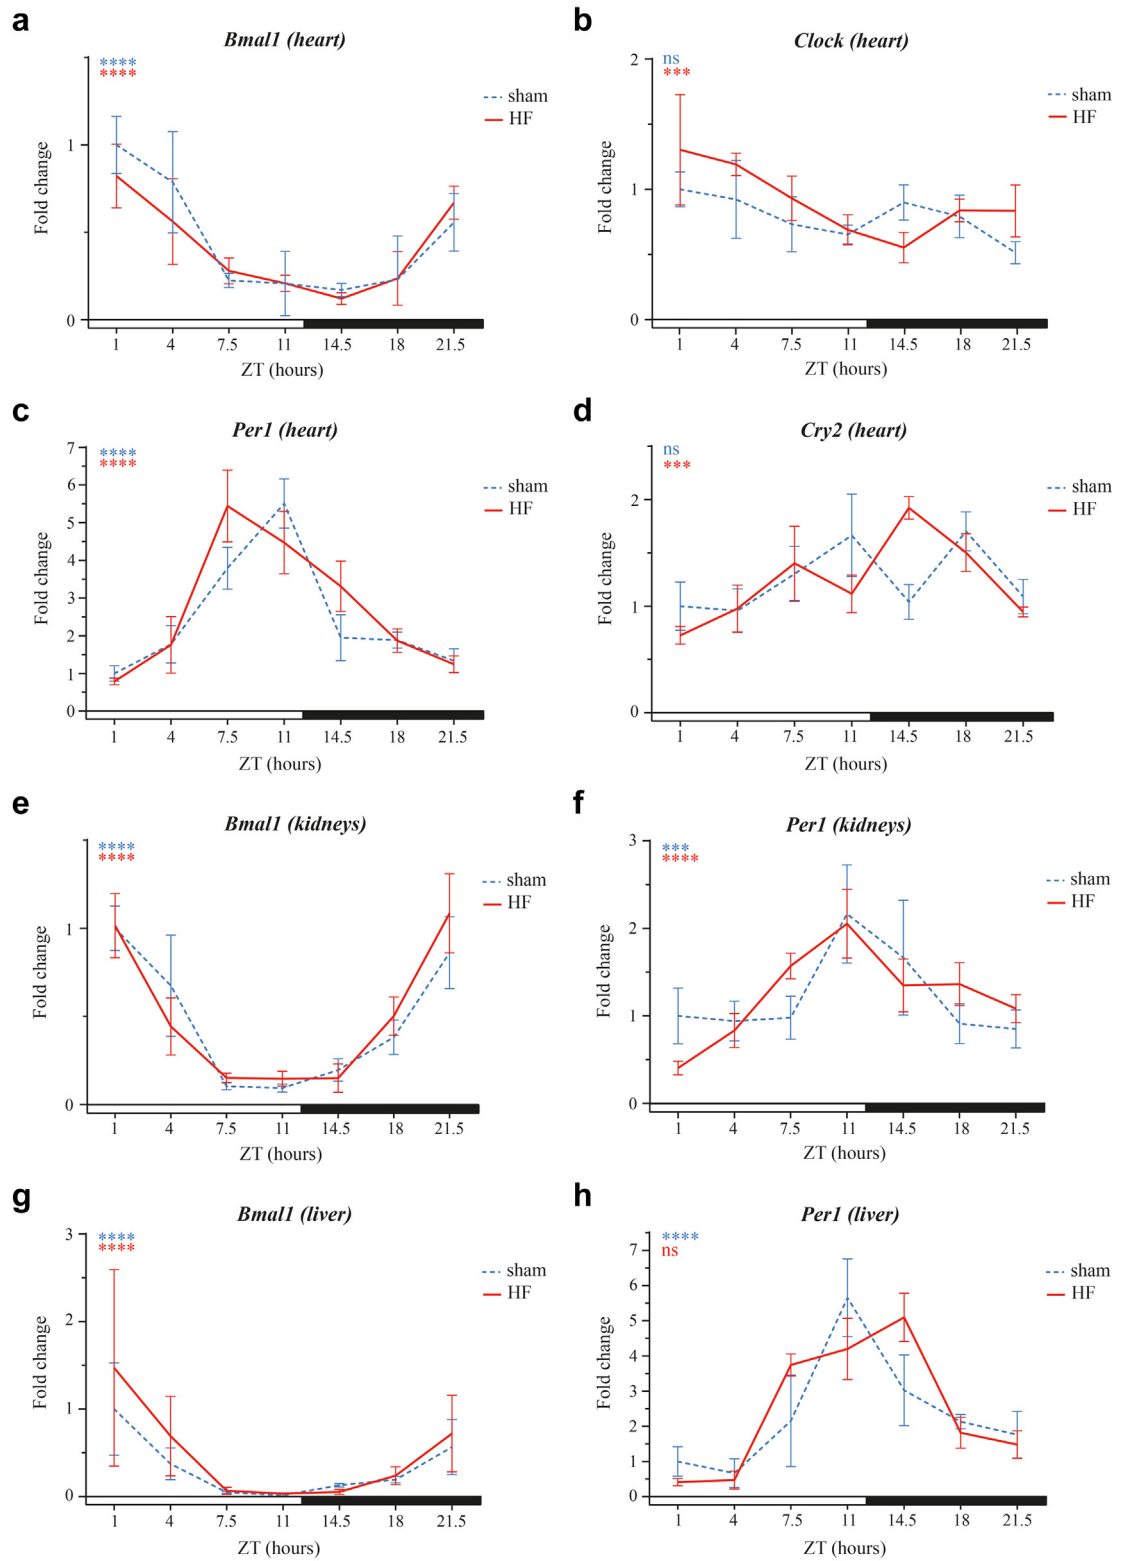 a
Bmal1 (heart)
****
****
sham
HF
Fold change
1
0
1 4 7.5 11 14.5 18 21.5
ZT (hours)
b
Clock (heart)
ns
***
sham
HF
Fold change
2
1
0
1 4 7.5 11 14.5 18 21.5
ZT (hours)
c
Per1 (heart)
****
****
sham
HF
Fold change
7
6
5
4
3
2
1
0
1 4 7.5 11 14.5 18 21.5
ZT (hours)
d
Cry2 (heart)
ns
***
sham
HF
Fold change
2
1
0
1 4 7.5 11 14.5 18 21.5
ZT (hours)
e
Bmal1 (kidneys)
****
****
sham
HF
Fold change
1
0
1 4 7.5 11 14.5 18 21.5
ZT (hours)
f
Per1 (kidneys)
***
****
sham
HF
Fold change
3
2
1
0
1 4 7.5 11 14.5 18 21.5
ZT (hours)
g
Bmal1 (liver)
****
****
sham
HF
Fold change
3
2
1
0
1 4 7.5 11 14.5 18 21.5
ZT (hours)
h
Per1 (liver)
****
ns
sham
HF
Fold change
7
6
5
4
3
2
1
0
1 4 7.5 11 14.5 18 21.5
ZT (hours)